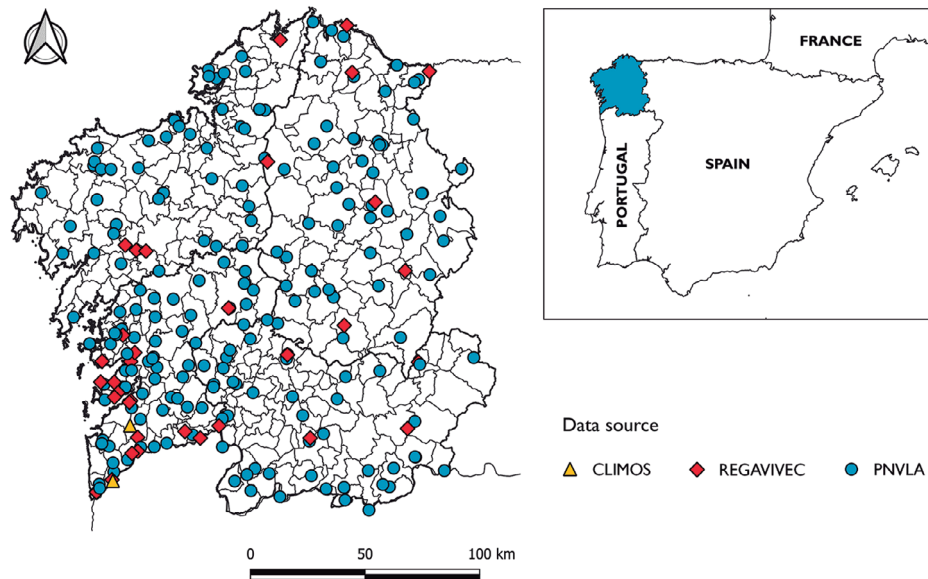 FRANCE
PORTUGAL
SPAIN
Data source
CLIMOS REGAVIVEC PNVLA
0 50 100 km